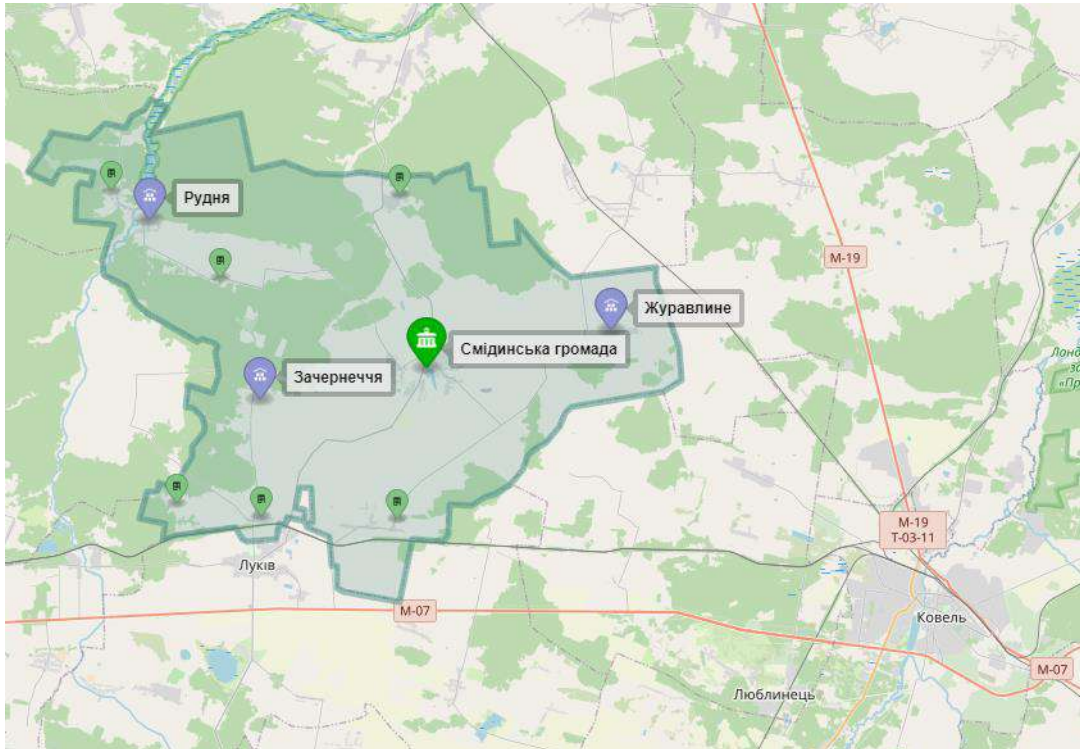 Рудня
М-19
Журавлине
Смідинська громада
Зачернеччя
М-19
Т-03-11
Луків
М-07
Ковель
М-07
Люблинець